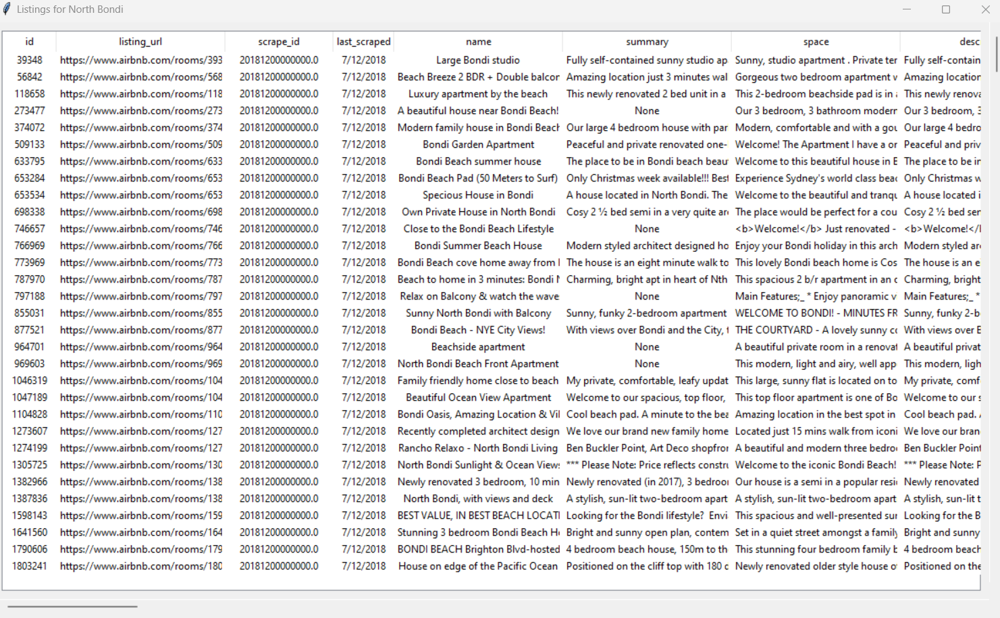 Listings for North Bondi
id listing_url scrape_id last_scraped name summary space desc
39348 https://www.airbnb.com/rooms/393 20181200000000.0 7/12/2018 Large Bondi studio Fully self-contained sunny studio ap Sunny, studio apartment . Private ter Fully self-contain
56842 https://www.airbnb.com/rooms/568 20181200000000.0 7/12/2018 Beach Breeze 2 BDR + Double balcor Amazing location just 3 minutes wal Gorgeous two bedroom apartment v Amazing location
118658 https://www.airbnb.com/rooms/118 20181200000000.0 7/12/2018 Luxury apartment by the beach This newly renovated 2 bed unit in a This 2-bedroom beachside pad is in a This newly renova
273477 https://www.airbnb.com/rooms/273 20181200000000.0 7/12/2018 A beautiful house near Bondi Beach! None Our 3 bedroom, 3 bathroom modern Our 3 bedroom, 3
374072 https://www.airbnb.com/rooms/374 20181200000000.0 7/12/2018 Modern family house in Bondi Beach Our large 4 bedroom house with par Modern, comfortable and with a gou Our large 4 bedro
509133 https://www.airbnb.com/rooms/509 20181200000000.0 7/12/2018 Bondi Garden Apartment Peaceful and private renovated one- Welcome! The Apartment I have a or Peaceful and priv
633795 https://www.airbnb.com/rooms/633 20181200000000.0 7/12/2018 Bondi Beach summer house The place to be in Bondi beach beau Welcome to this beautiful house in B The place to be in
653284 https://www.airbnb.com/rooms/653 20181200000000.0 7/12/2018 Bondi Beach Pad (50 Meters to Surf) Only Christmas week available!!! Best Experience Sydney's world class beac Only Christmas w
653534 https://www.airbnb.com/rooms/653 20181200000000.0 7/12/2018 Specious House in Bondi A house located in North Bondi. The Welcome to the beautiful and tranqu A house located i
698338 https://www.airbnb.com/rooms/698 20181200000000.0 7/12/2018 Own Private House in North Bondi Cosy 2 ½ bed semi in a very quite are The place would be perfect for a cou Cosy 2 ½ bed ser
746657 https://www.airbnb.com/rooms/746 20181200000000.0 7/12/2018 Close to the Bondi Beach Lifestyle None <b>Welcome!</b> Just renovated - <b>Welcome!</
766969 https://www.airbnb.com/rooms/766 20181200000000.0 7/12/2018 Bondi Summer Beach House Modern styled architect designed ho Enjoy your Bondi holiday in this arch Modern styled arc
773969 https://www.airbnb.com/rooms/773 20181200000000.0 7/12/2018 Bondi Beach cove home away from The house is an eight minute walk to This lovely Bondi beach home is Cos The house is an e
787970 https://www.airbnb.com/rooms/787 20181200000000.0 7/12/2018 Beach to home in 3 minutes: Bondi Charming, bright apt in heart of Nth This spacious 2 b/r apartment in an Charming, bright
797188 https://www.airbnb.com/rooms/797 20181200000000.0 7/12/2018 Relax on Balcony & watch the wave None Main Features;_ * Enjoy panoramic v Main Features;_ *
855031 https://www.airbnb.com/rooms/855 20181200000000.0 7/12/2018 Sunny North Bondi with Balcony Sunny, funky 2-bedroom apartment WELCOME TO BONDI! - MINUTES FR Sunny, funky 2-b
877521 https://www.airbnb.com/rooms/877 20181200000000.0 7/12/2018 Bondi Beach - NYE City Views! With views over Bondi and the City, THE COURTYARD - A lovely sunny cc With views over B
964701 https://www.airbnb.com/rooms/964 20181200000000.0 7/12/2018 Beachside apartment None A beautiful private room in a renovat A beautiful privat
969603 https://www.airbnb.com/rooms/969 20181200000000.0 7/12/2018 North Bondi Beach Front Apartment None This modern, light and airy, well app This modern, ligh
1046319 https://www.airbnb.com/rooms/104 20181200000000.0 7/12/2018 Family friendly home close to beach My private, comfortable, leafy updat This large, sunny flat is located on to My private, comf
1047189 https://www.airbnb.com/rooms/104 20181200000000.0 7/12/2018 Beautiful Ocean View Apartment Welcome to our spacious, top floor, This top floor apartment is one of Bo Welcome to our s
1104828 https://www.airbnb.com/rooms/110 20181200000000.0 7/12/2018 Bondi Oasis, Amazing Location & Vil Cool beach pad. A minute to the bea Amazing location in the best spot in Cool beach pad.
1273607 https://www.airbnb.com/rooms/127 20181200000000.0 7/12/2018 Recently completed architect design We love our brand new family home Located just 15 mins walk from iconi We love our bran
1274199 https://www.airbnb.com/rooms/127 20181200000000.0 7/12/2018 Rancho Relaxo - North Bondi Living Ben Buckler Point, Art Deco shopfror A beautiful and modern three bedro Ben Buckler Point
1305725 https://www.airbnb.com/rooms/130 20181200000000.0 7/12/2018 North Bondi Sunlight & Ocean Views *** Please Note: Price reflects constru Welcome to the iconic Bondi Beach! *** Please Note: P
1382966 https://www.airbnb.com/rooms/138 20181200000000.0 7/12/2018 Newly renovated 3 bedroom, 10 min Newly renovated (in 2017), 3 bedroor Our house is a semi in a popular resi Newly renovated
1387836 https://www.airbnb.com/rooms/138 20181200000000.0 7/12/2018 North Bondi, with views and deck A stylish, sun-lit two-bedroom apart A stylish, sun-lit two-bedroom apart A stylish, sun-lit t
1598143 https://www.airbnb.com/rooms/159 20181200000000.0 7/12/2018 BEST VALUE, IN BEST BEACH LOCATI Looking for the Bondi lifestyle? Envi This spacious and well-presented sur Looking for the B
1641560 https://www.airbnb.com/rooms/164 20181200000000.0 7/12/2018 Stunning 3 bedroom Bondi Beach H Bright and sunny open plan, contem Set in a quiet street amongst a family Bright and sunny
1790606 https://www.airbnb.com/rooms/179 20181200000000.0 7/12/2018 BONDI BEACH Brighton Blvd-hosted 4 bedroom beach house, 150m to th This stunning four bedroom family b 4 bedroom beach
1803241 https://www.airbnb.com/rooms/180 20181200000000.0 7/12/2018 House on edge of the Pacific Ocean Positioned on the cliff top with 180 Newly renovated older style house o Positioned on the